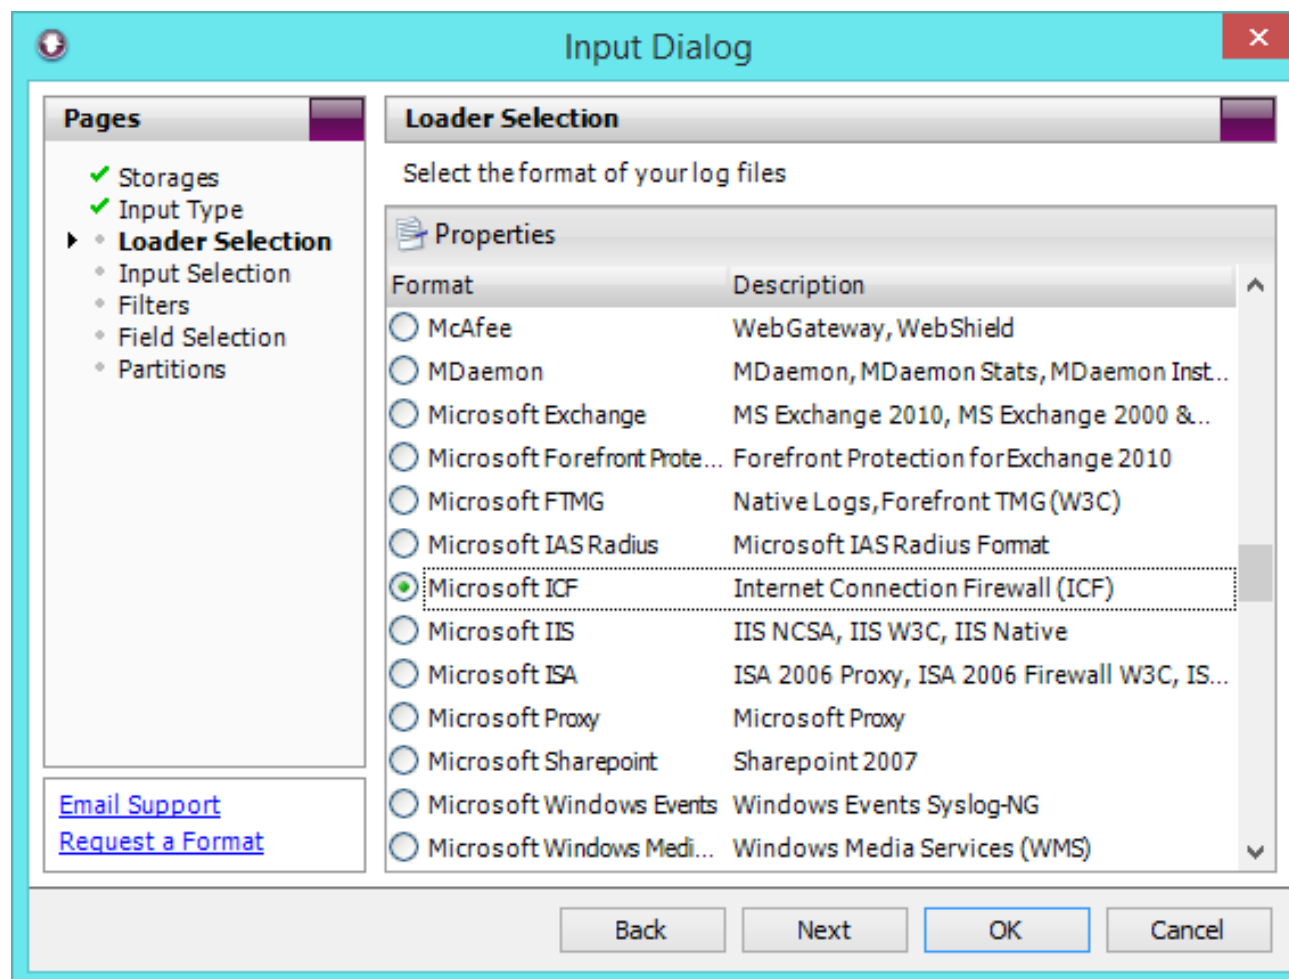 Input Dialog
Pages
Storages
Input Type
Loader Selection
Input Selection
Filters
Field Selection
Partitions
Email Support
Request a Format
Loader Selection
Select the format of your log files
Properties
Format Description
McAfee WebGateway, WebShield
MDaemon MDaemon, MDaemon Stats, MDaemon Inst...
Microsoft Exchange MS Exchange 2010, MS Exchange 2000 &...
Microsoft Forefront Prote... Forefront Protection for Exchange 2010
Microsoft FTMG Native Logs, Forefront TMG (W3C)
Microsoft IAS Radius Microsoft IAS Radius Format
Microsoft ICF Internet Connection Firewall (ICF)
Microsoft IIS IIS NCSA, IIS W3C, IIS Native
Microsoft ISA ISA 2006 Proxy, ISA 2006 Firewall W3C, IS...
Microsoft Proxy Microsoft Proxy
Microsoft Sharepoint Sharepoint 2007
Microsoft Windows Events Windows Events Syslog-NG
Microsoft Windows Medi... Windows Media Services (WMS)
Back Next OK Cancel